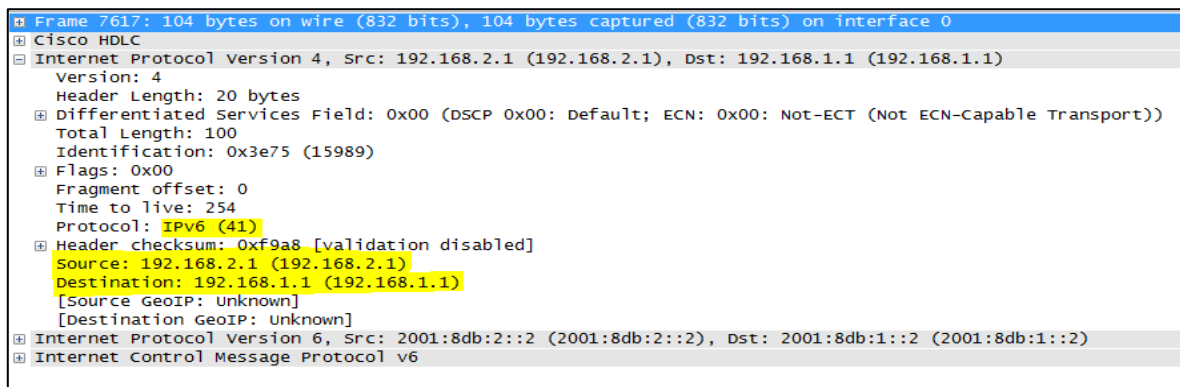 Frame 7617: 104 bytes on wire (832 bits), 104 bytes captured (832 bits) on interface 0
Cisco HDLC
Internet Protocol Version 4, Src: 192.168.2.1 (192.168.2.1), Dst: 192.168.1.1 (192.168.1.1)
Version: 4
Header Length: 20 bytes
Differentiated Services Field: 0x00 (DSCP 0x00: Default; ECN: 0x00: Not-ECT (Not ECN-Capable Transport))
Total Length: 100
Identification: 0x3e75 (15989)
Flags: 0x00
Fragment offset: 0
Time to live: 254
Protocol: IPv6 (41)
Header checksum: 0xf9a8 [validation disabled]
Source: 192.168.2.1 (192.168.2.1)
Destination: 192.168.1.1 (192.168.1.1)
[Source GeoIP: Unknown]
[Destination GeoIP: Unknown]
Internet Protocol Version 6, Src: 2001:8db:2::2 (2001:8db:2::2), Dst: 2001:8db:1::2 (2001:8db:1::2)
Internet Control Message Protocol v6